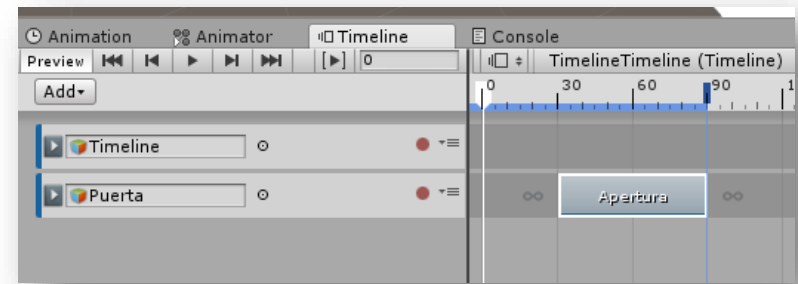 Animation Animator Timeline Console
Preview 0 TimelineTimeline (Timeline)
Add 0 30 60 90 1
Timeline
Puerta Apertura